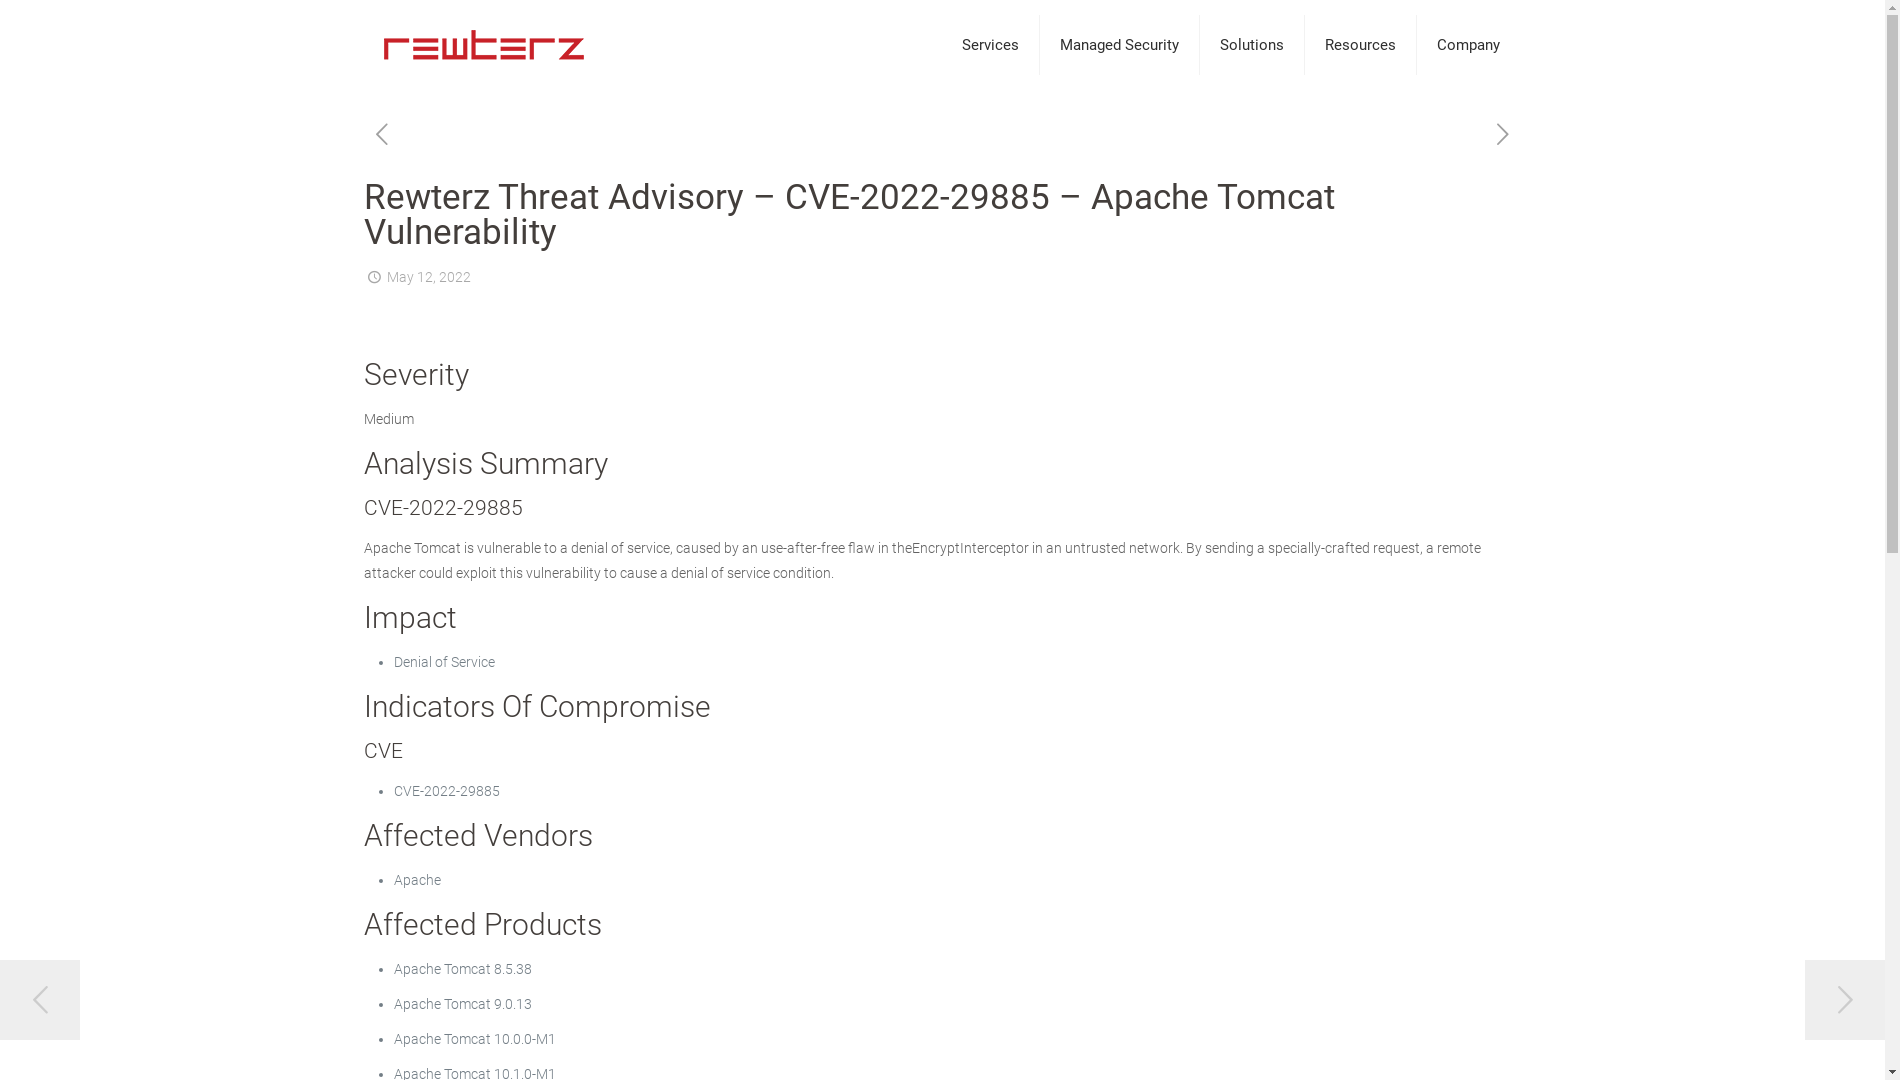 rewterz
Services
Managed Security
Solutions
Resources
Company
Rewterz Threat Advisory – CVE-2022-29885 – Apache Tomcat
Vulnerability
May 12, 2022
Severity
Medium
Analysis Summary
CVE-2022-29885
Apache Tomcat is vulnerable to a denial of service, caused by an use-after-free flaw in theEncryptInterceptor in an untrusted network. By sending a specially-crafted request, a remote
attacker could exploit this vulnerability to cause a denial of service condition.
Impact
• Denial of Service
Indicators Of Compromise
CVE
• CVE-2022-29885
Affected Vendors
• Apache
Affected Products
• Apache Tomcat 8.5.38
• Apache Tomcat 9.0.13
• Apache Tomcat 10.0.0-M1
• Apache Tomcat 10.1.0-M1